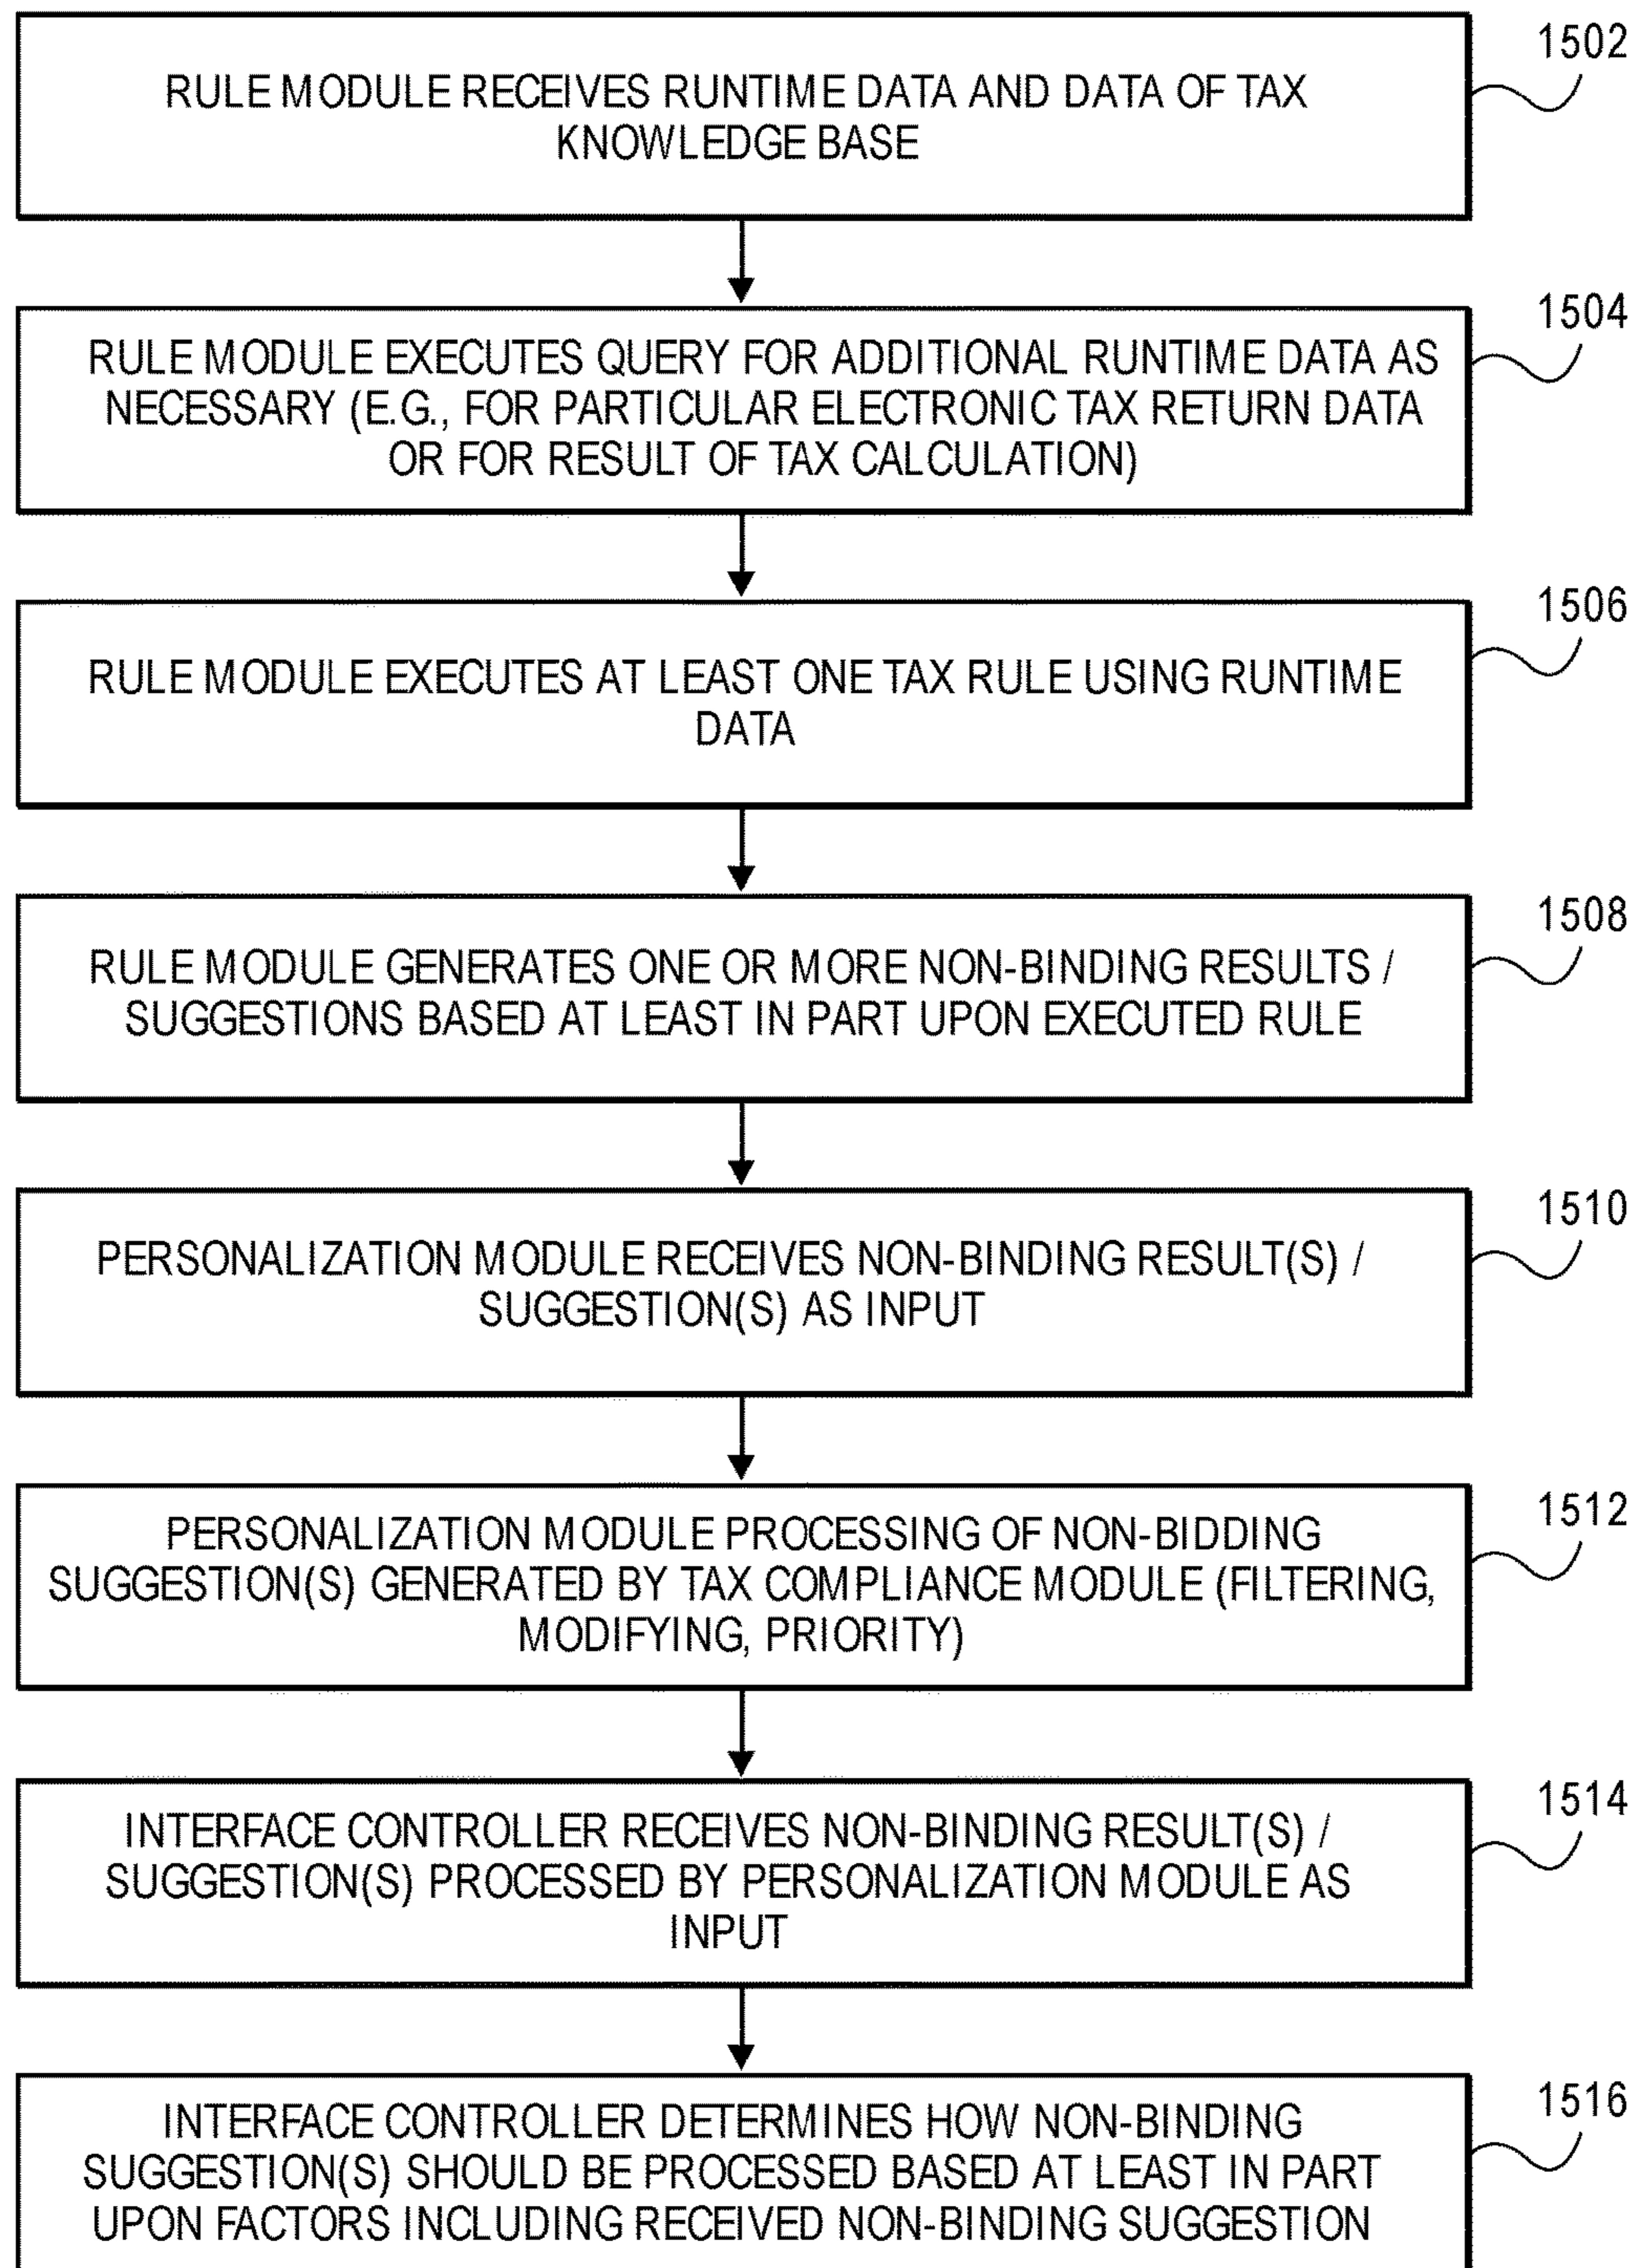 1502
RULE MODULE RECEIVES RUNTIME DATA AND DATA OF TAX
KNOWLEDGE BASE
1504
RULE MODULE EXECUTES QUERY FOR ADDITIONAL RUNTIME DATA AS
NECESSARY (E.G., FOR PARTICULAR ELECTRONIC TAX RETURN DATA
OR FOR RESULT OF TAX CALCULATION)
1506
RULE MODULE EXECUTES AT LEAST ONE TAX RULE USING RUNTIME
DATA
1508
RULE MODULE GENERATES ONE OR MORE NON-BINDING RESULTS /
SUGGESTIONS BASED AT LEAST IN PART UPON EXECUTED RULE
1510
PERSONALIZATION MODULE RECEIVES NON-BINDING RESULT(S) /
SUGGESTION(S) AS INPUT
1512
PERSONALIZATION MODULE PROCESSING OF NON-BIDDING
SUGGESTION(S) GENERATED BY TAX COMPLIANCE MODULE (FILTERING,
MODIFYING, PRIORITY)
1514
INTERFACE CONTROLLER RECEIVES NON-BINDING RESULT(S) /
SUGGESTION(S) PROCESSED BY PERSONALIZATION MODULE AS
INPUT
1516
INTERFACE CONTROLLER DETERMINES HOW NON-BINDING
SUGGESTION(S) SHOULD BE PROCESSED BASED AT LEAST IN PART
UPON FACTORS INCLUDING RECEIVED NON-BINDING SUGGESTION